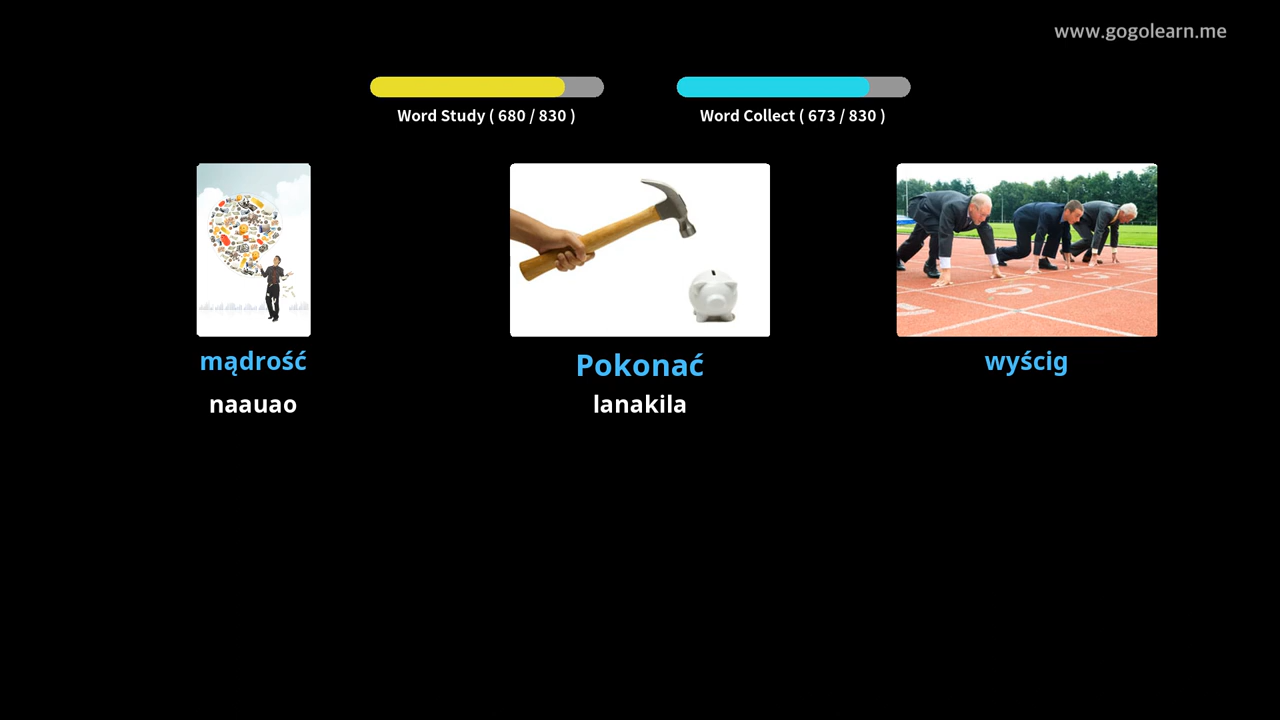 www.gogolearn.me
Word Study ( 680 / 830 )
Word Collect ( 673 / 830 )
mądrość
naauao
Pokonać
lanakila
wyścig